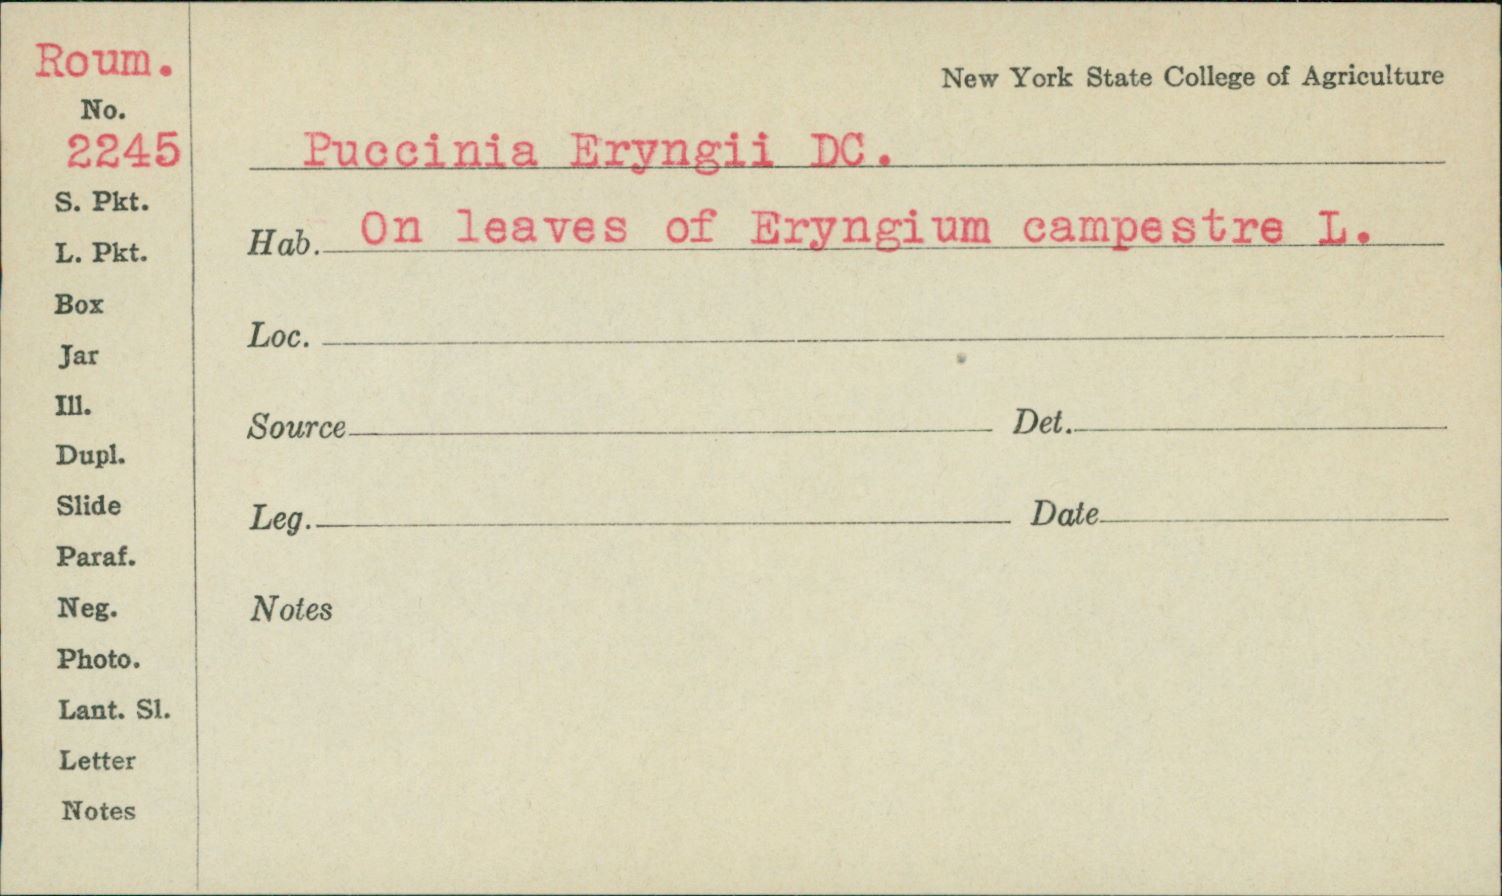 Roum.
No.
2245
S. Pkt.
L. Pkt.
Box
Jar
Ill.
Dupl.
Slide
Paraf.
Neg.
Photo.
Lant. Sl.
Letter
Notes
New York State College of Agriculture
Puccinia Eryngii DC.
Hab. On leaves of Eryngium campestre L.
Loc.
Source Det.
Leg. Date
Notes